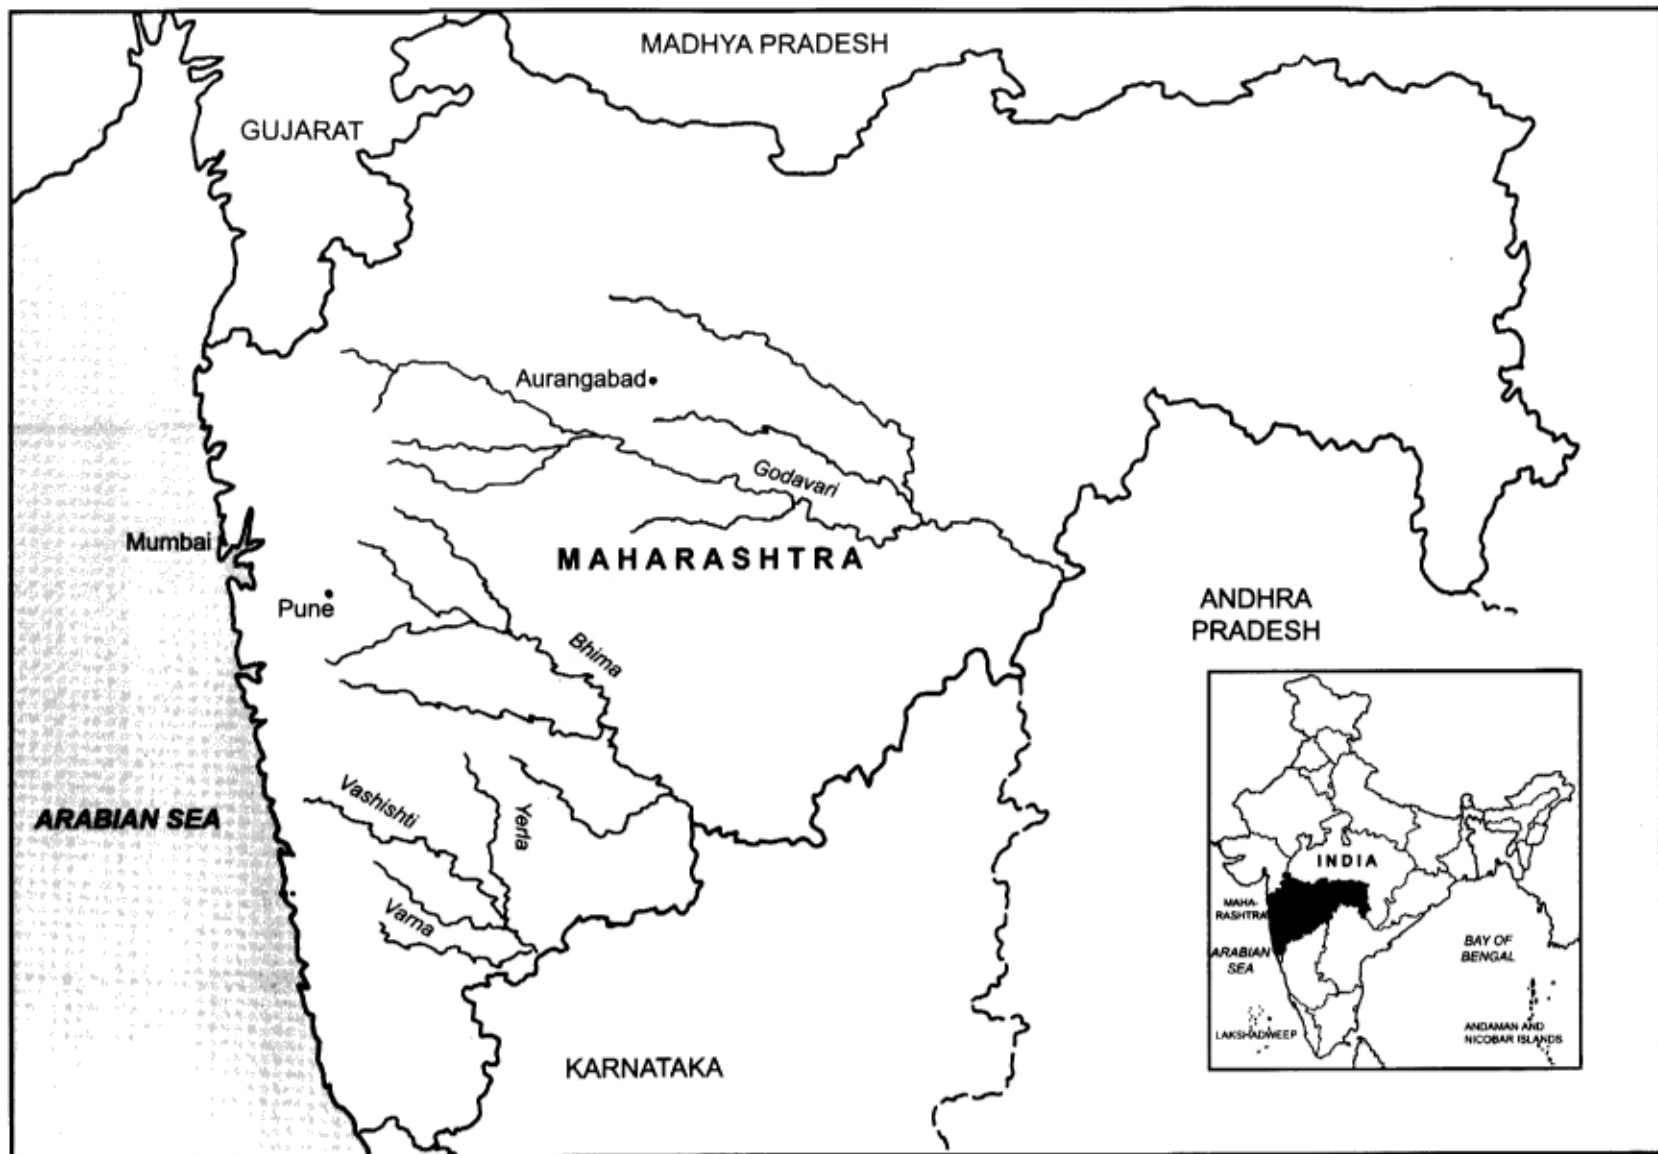 MADHYA PRADESH
GUJARAT
Aurangabad
Godavari
Mumbai
MAHARASHTRA
Pune
ANDHRA
PRADESH
Bhima
Vashishti
Yerla
ARABIAN SEA
Varna
KARNATAKA
INDIA
MAHA-
RASHTRA
ARABIAN
SEA
BAY OF
BENGAL
LAKSHADWEEP
ANDAMAN AND
NICOBAR ISLANDS